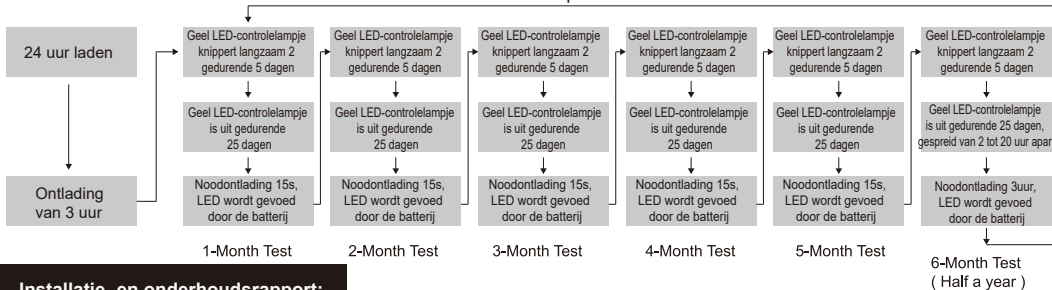 24 uur laden
Ontlading
van 3 uur
Geel LED-controlelampje
knippert langzaam 2
gedurende 5 dagen
Geel LED-controlelampje
is uit gedurende
25 dagen
Noodontlading 15s,
LED wordt gevoed
door de batterij
1-Month Test
Geel LED-controlelampje
knippert langzaam 2
gedurende 5 dagen
Geel LED-controlelampje
is uit gedurende
25 dagen
Noodontlading 15s,
LED wordt gevoed
door de batterij
2-Month Test
Geel LED-controlelampje
knippert langzaam 2
gedurende 5 dagen
Geel LED-controlelampje
is uit gedurende
25 dagen
Noodontlading 15s,
LED wordt gevoed
door de batterij
3-Month Test
Geel LED-controlelampje
knippert langzaam 2
gedurende 5 dagen
Geel LED-controlelampje
is uit gedurende
25 dagen
Noodontlading 15s,
LED wordt gevoed
door de batterij
4-Month Test
Geel LED-controlelampje
knippert langzaam 2
gedurende 5 dagen
Geel LED-controlelampje
is uit gedurende
25 dagen
Noodontlading 15s,
LED wordt gevoed
door de batterij
5-Month Test
Geel LED-controlelampje
knippert langzaam 2
gedurende 5 dagen
Geel LED-controlelampje
is uit gedurende 25 dagen,
gespreid van 2 tot 20 uur apar
Noodontlading 3uur,
LED wordt gevoed
door de batterij
6-Month Test
( Half a year )
Installatie- en onderhoudsrapport: